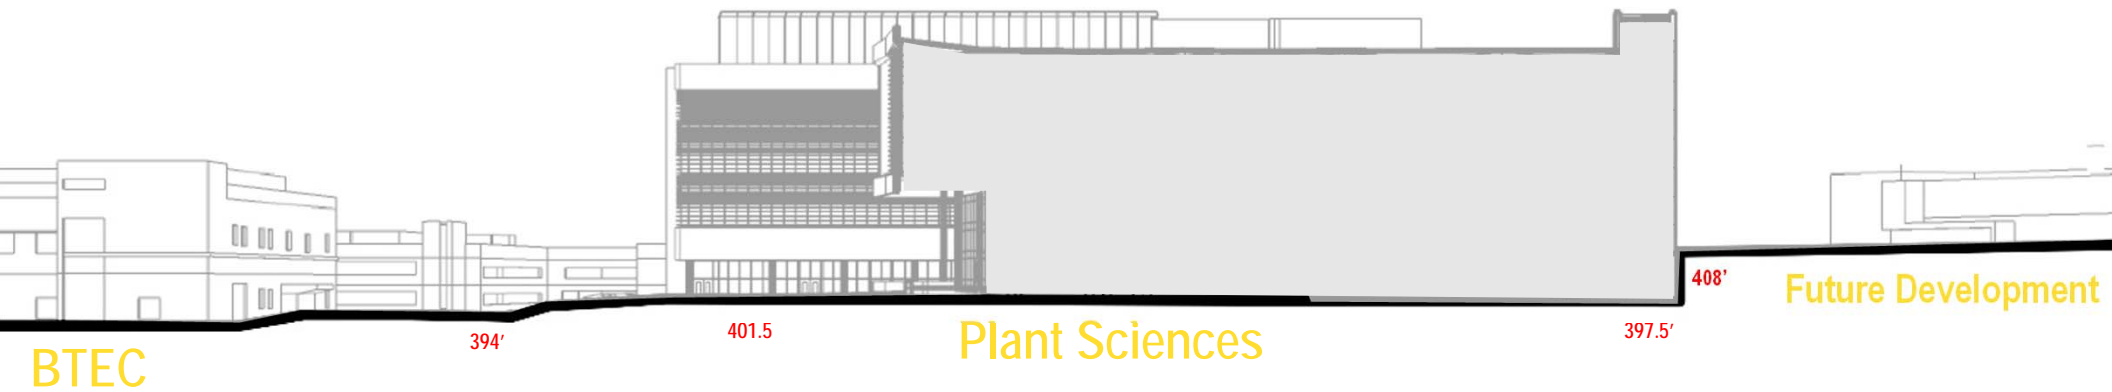 408'
Future Development
394'
401.5
Plant Sciences
397.5'
BTEC